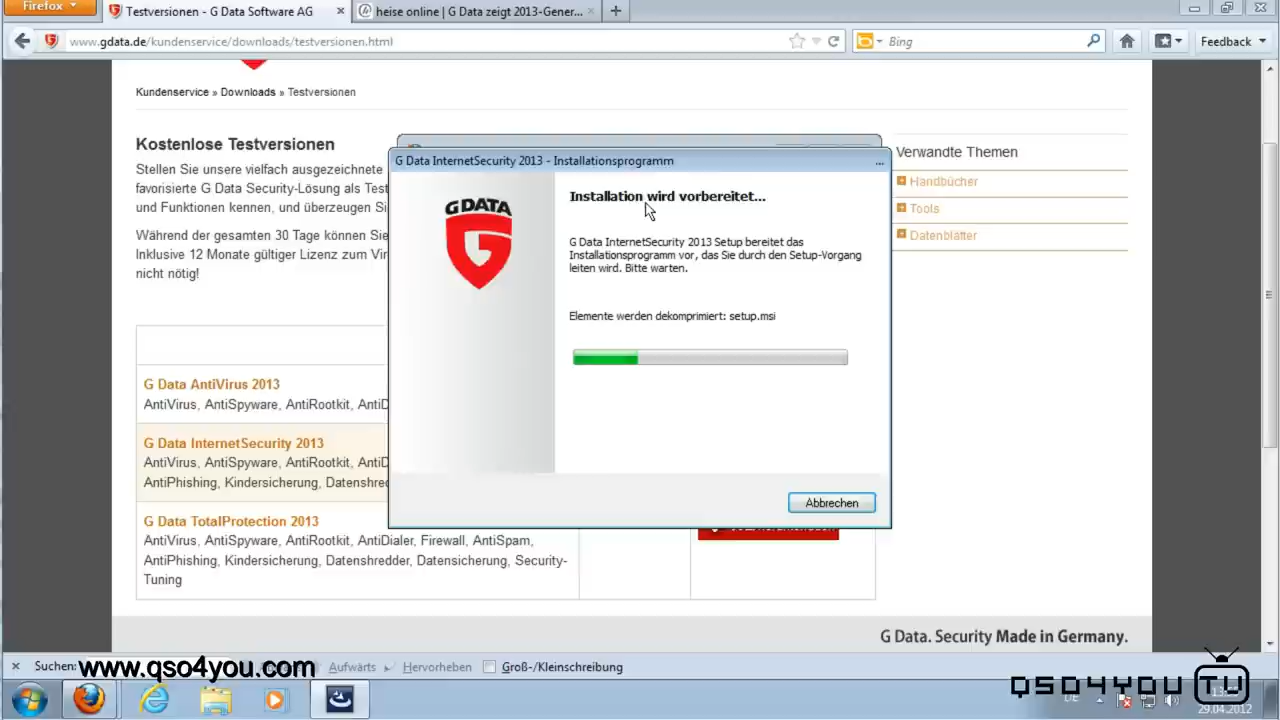 Firefox
Testversionen - G Data Software AG
heise online | G Data zeigt 2013-Gener...
www.gdata.de/kundenservice/downloads/testversionen.html
Bing
Feedback
Kundenservice » Downloads » Testversionen
Kostenlose Testversionen
Stellen Sie unsere vielfach ausgezeichnete
favorisierte G Data Security-Lösung als Test
und Funktionen kennen, und überzeugen Si
Während der gesamten 30 Tage können Sie
Inklusive 12 Monate gültiger Lizenz zum Vir
nicht nötig!
G Data AntiVirus 2013
AntiVirus, AntiSpyware, AntiRootkit, AntiD
G Data InternetSecurity 2013
AntiVirus, AntiSpyware, AntiRootkit, AntiD
AntiPhishing, Kindersicherung, Datenshred
G Data TotalProtection 2013
AntiVirus, AntiSpyware, AntiRootkit, AntiDialer, Firewall, AntiSpam,
AntiPhishing, Kindersicherung, Datenshredder, Datensicherung, Security-
Tuning
G Data InternetSecurity 2013 - Installationsprogramm
...
G DATA
Installation wird vorbereitet...
G Data InternetSecurity 2013 Setup bereitet das
Installationsprogramm vor, das Sie durch den Setup-Vorgang
leiten wird. Bitte warten.
Elemente werden dekomprimiert: setup.msi
Abbrechen
Verwandte Themen
Handbücher
Tools
Datenblätter
G Data. Security Made in Germany.
Suchen:
www.qso4you.com
Aufwärts
Hervorheben
Groß-/Kleinschreibung
QSO4YOU TV
DE
29.04.2012